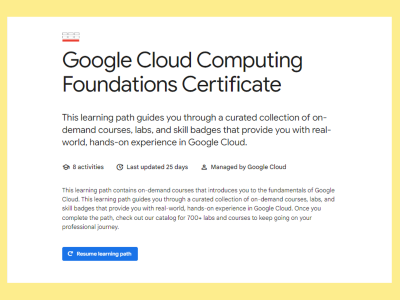 Google Cloud Computing
Foundations Certificate
This learning path guides you through a curated collection of on-
demand courses, labs, and skill badges that provide you with real-
world, hands-on experience in Google Cloud.
8 activities Last updated 25 days Managed by Google Cloud
This learning path contains on-demand courses that introduces you to the fundamentals of Google
Cloud. This learning path guides you through a curated collection of on-demand courses, labs, and
skill badges that provide you with real-world, hands-on experience in Google Cloud. Once you
complete the path, check out our catalog for 700+ labs and courses to keep going on your
professional journey.
Resume learning path